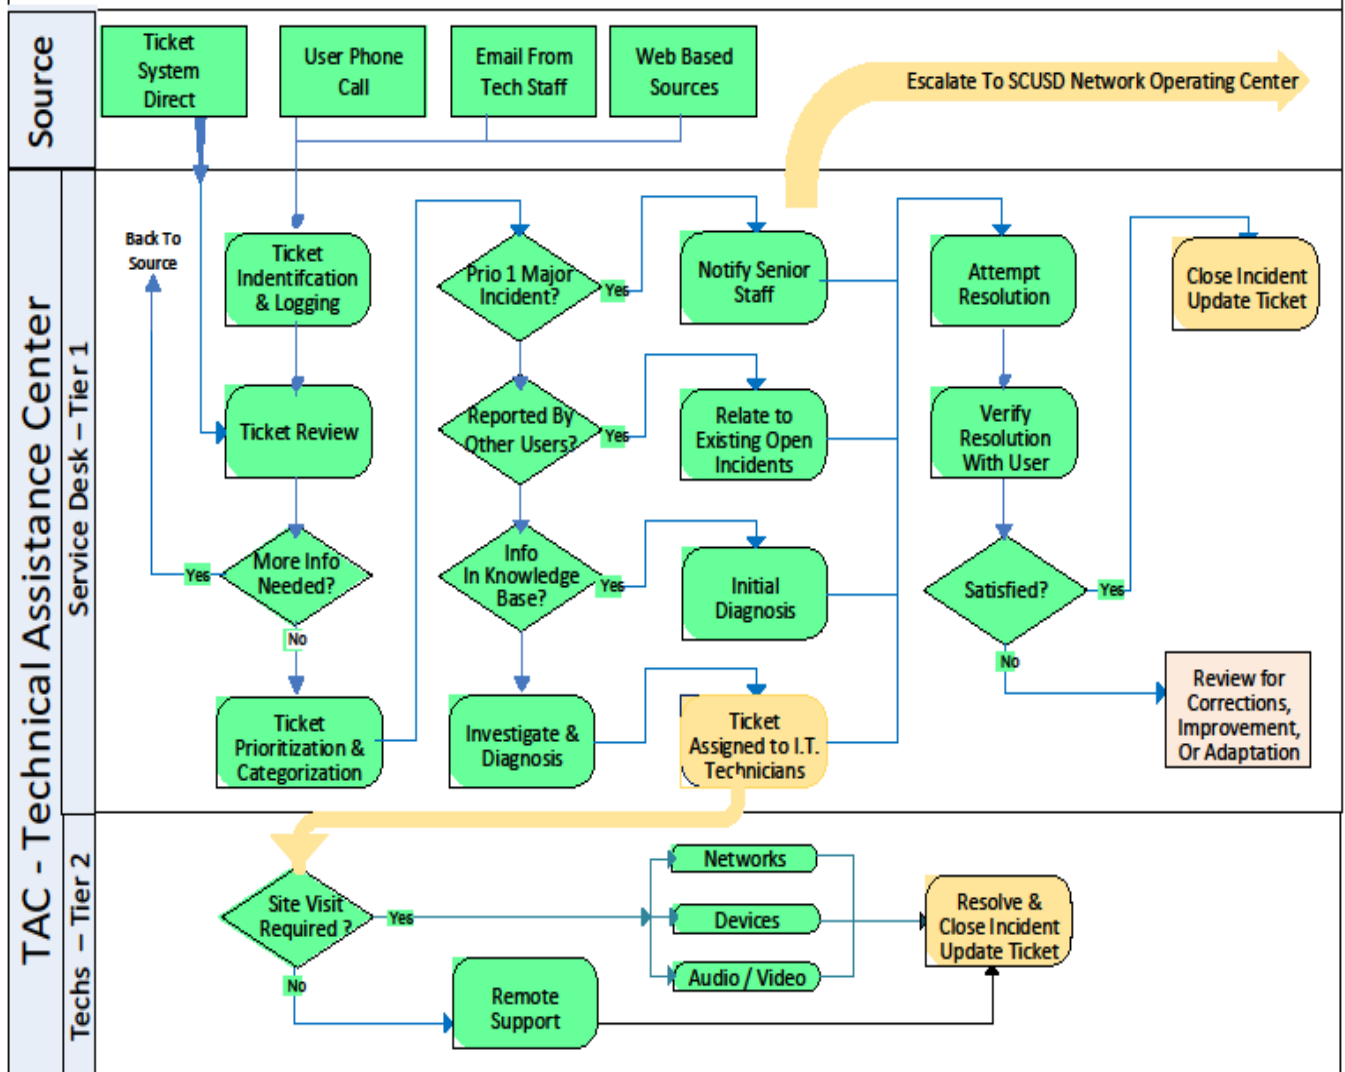 Source
Ticket
System
Direct
User Phone
Call
Email From
Tech Staff
Web Based
Sources
Escalate To SCUSD Network Operating Center
TAC - Technical Assistance Center
Service Desk – Tier 1
Back To
Source
Ticket
Indentifcation
& Logging
Prio 1 Major
Incident?
Yes
Notify Senior
Staff
Attempt
Resolution
Close Incident
Update Ticket
Ticket Review
Reported By
Other Users?
Yes
Relate to
Existing Open
Incidents
Verify
Resolution
With User
More Info
Needed?
Yes
No
Info
In Knowledge
Base?
Yes
Initial
Diagnosis
Satisfied?
Yes
No
Ticket
Prioritization &
Categorization
Investigate &
Diagnosis
Ticket
Assigned to I.T.
Technicians
Review for
Corrections,
Improvement,
Or Adaptation
Techs – Tier 2
Site Visit
Required ?
Yes
No
Networks
Devices
Audio / Video
Remote
Support
Resolve &
Close Incident
Update Ticket